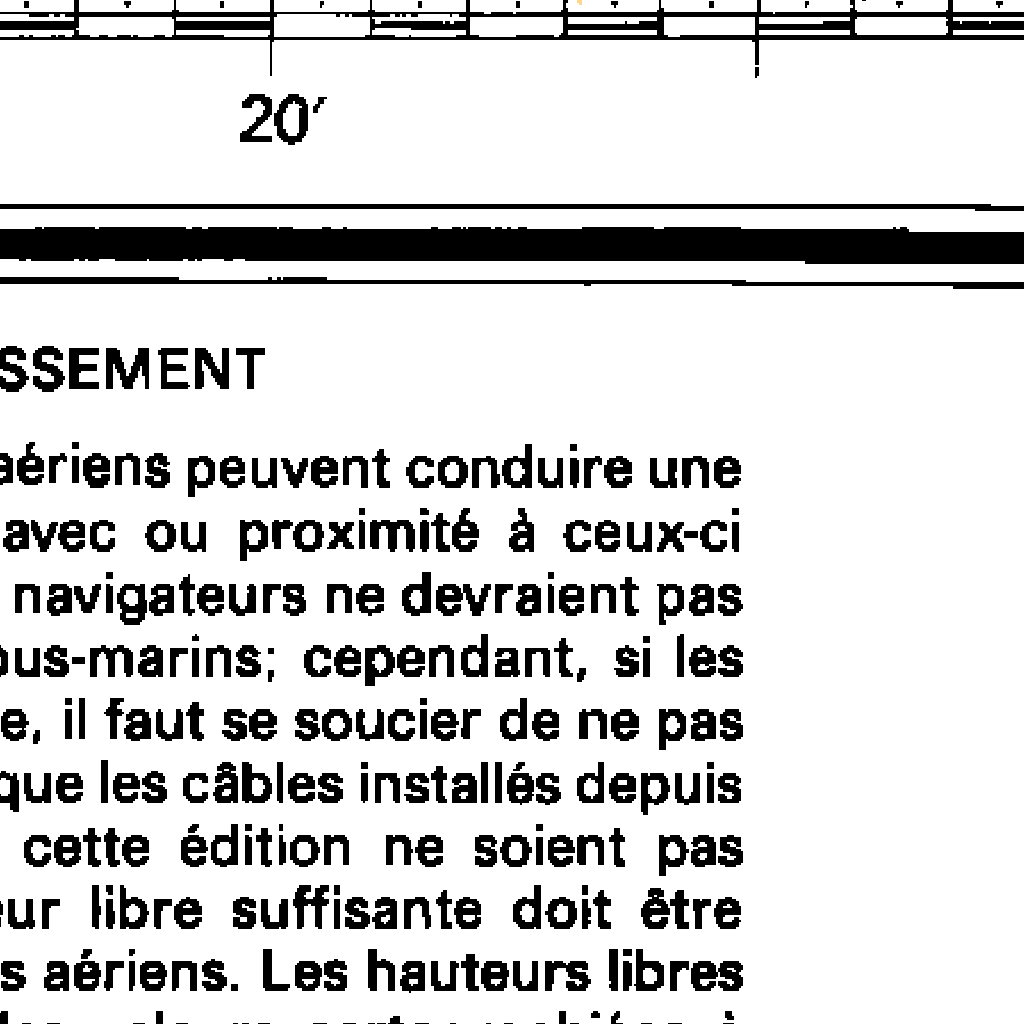 20′
SSEMENT
aériens peuvent conduire une
avec ou proximité à ceux-ci
navigateurs ne devraient pas
ous-marins; cependant, si les
e, il faut se soucier de ne pas
que les câbles installés depuis
cette édition ne soient pas
eur libre suffisante doit être
s aériens. Les hauteurs libres